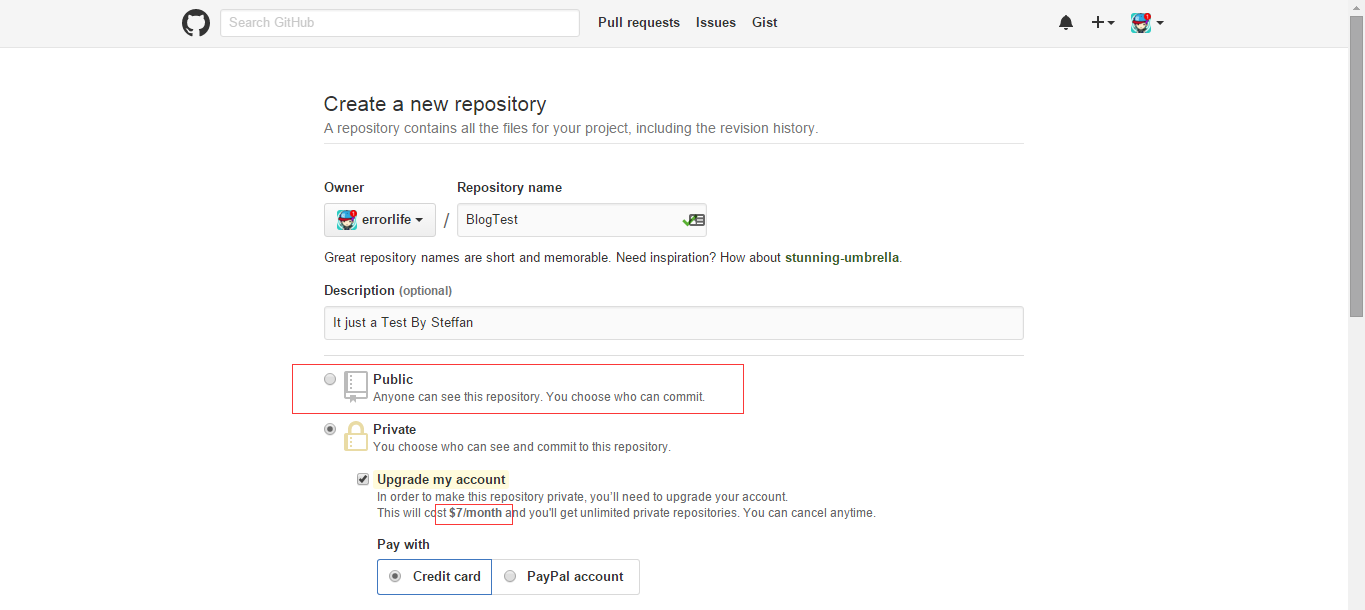 Search GitHub Pull requests Issues Gist
Create a new repository
A repository contains all the files for your project, including the revision history.
Owner Repository name
errorlife / BlogTest
Great repository names are short and memorable. Need inspiration? How about stunning-umbrella.
Description (optional)
It just a Test By Steffan
Public
Anyone can see this repository. You choose who can commit.
Private
You choose who can see and commit to this repository.
Upgrade my account
In order to make this repository private, you'll need to upgrade your account.
This will cost $7/month and you'll get unlimited private repositories. You can cancel anytime.
Pay with
Credit card PayPal account